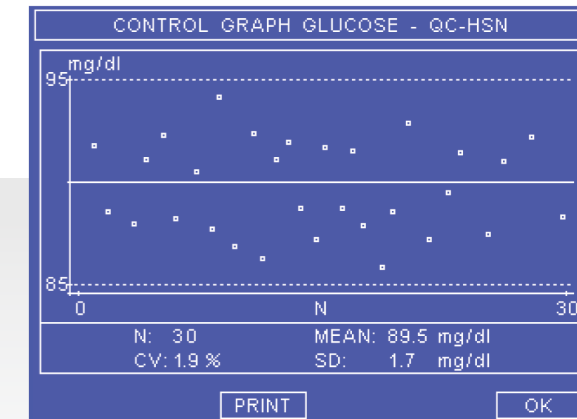 CONTROL GRAPH GLUCOSE - QC-HSN
mg/dl
95
85
0 N 30
N: 30 MEAN: 89.5 mg/dl
CV: 1.9 % SD: 1.7 mg/dl
PRINT OK